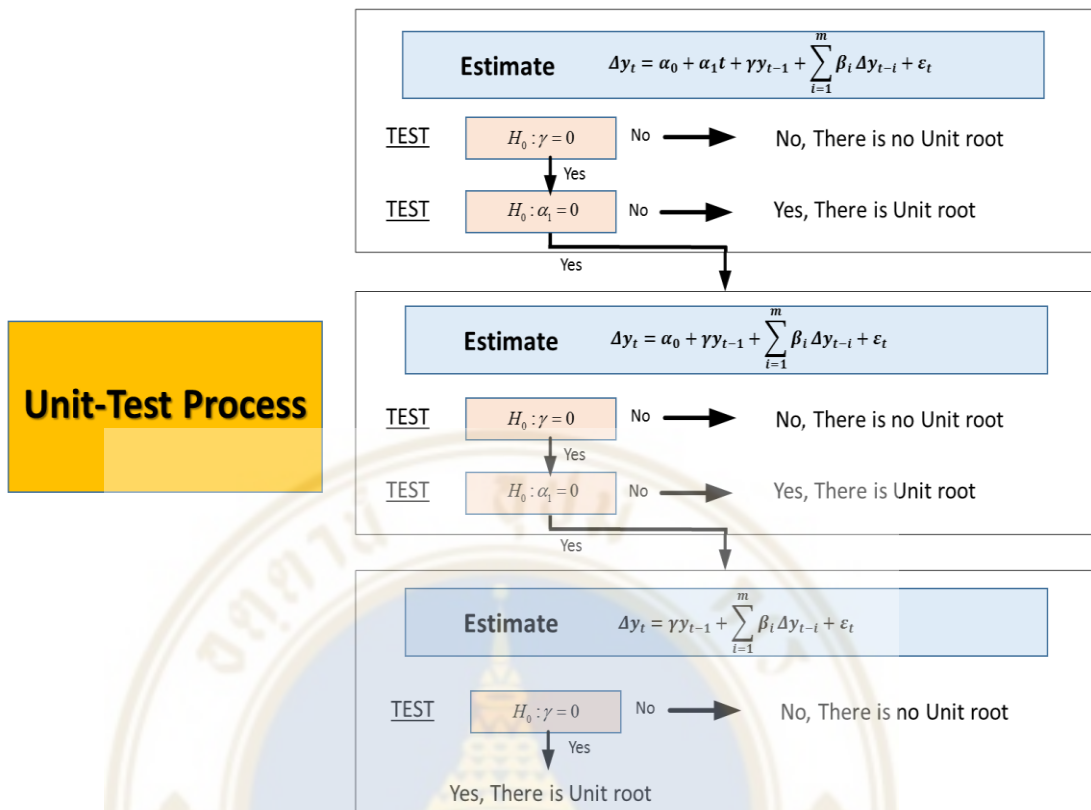 Estimate Δy_t = α_0 + α_1 t + γy_{t−1} + ∑_{i=1}^{m} β_i Δy_{t−i} + ε_t
TEST H_0 : γ = 0 No No, There is no Unit root
Yes
TEST H_0 : α_1 = 0 No Yes, There is Unit root
Yes
Estimate Δy_t = α_0 + γy_{t−1} + ∑_{i=1}^{m} β_i Δy_{t−i} + ε_t
Unit-Test Process
TEST H_0 : γ = 0 No No, There is no Unit root
Yes
TEST H_0 : α_1 = 0 No Yes, There is Unit root
Yes
Estimate Δy_t = γy_{t−1} + ∑_{i=1}^{m} β_i Δy_{t−i} + ε_t
TEST H_0 : γ = 0 No No, There is no Unit root
Yes
Yes, There is Unit root